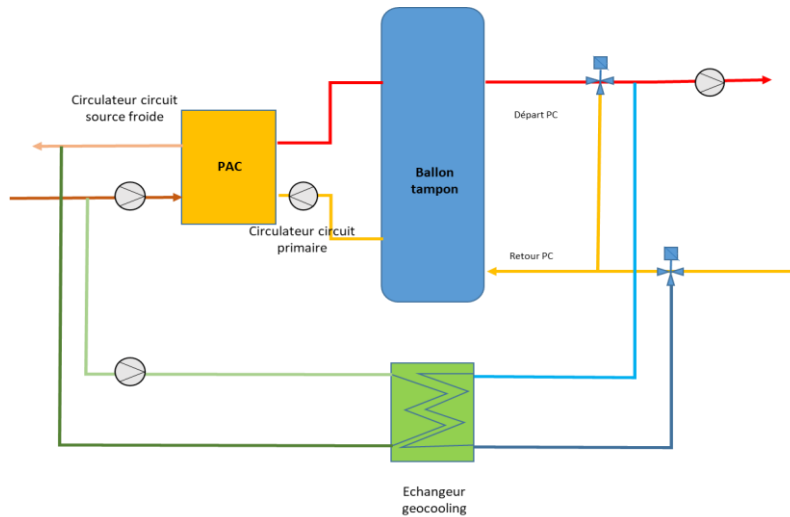 Circulateur circuit
source froide
PAC
Départ PC
Ballon
tampon
Circulateur circuit
primaire
Retour PC
Echangeur
geocooling